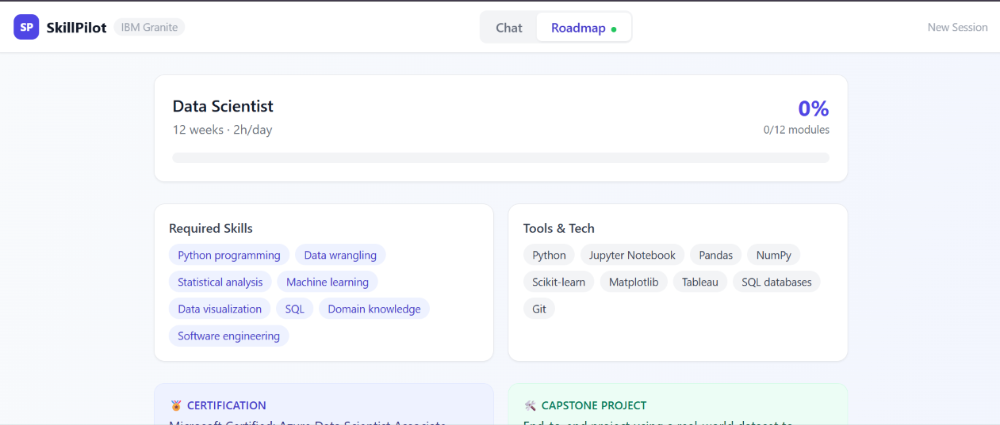 SP SkillPilot IBM Granite Chat Roadmap New Session
Data Scientist 0%
12 weeks · 2h/day 0/12 modules
Required Skills
Python programming Data wrangling
Statistical analysis Machine learning
Data visualization SQL Domain knowledge
Software engineering
Tools & Tech
Python Jupyter Notebook Pandas NumPy
Scikit-learn Matplotlib Tableau SQL databases
Git
CERTIFICATION
Microsoft Certified: Azure Data Scientist Associate
CAPSTONE PROJECT
End-to-end project using a real-world dataset to